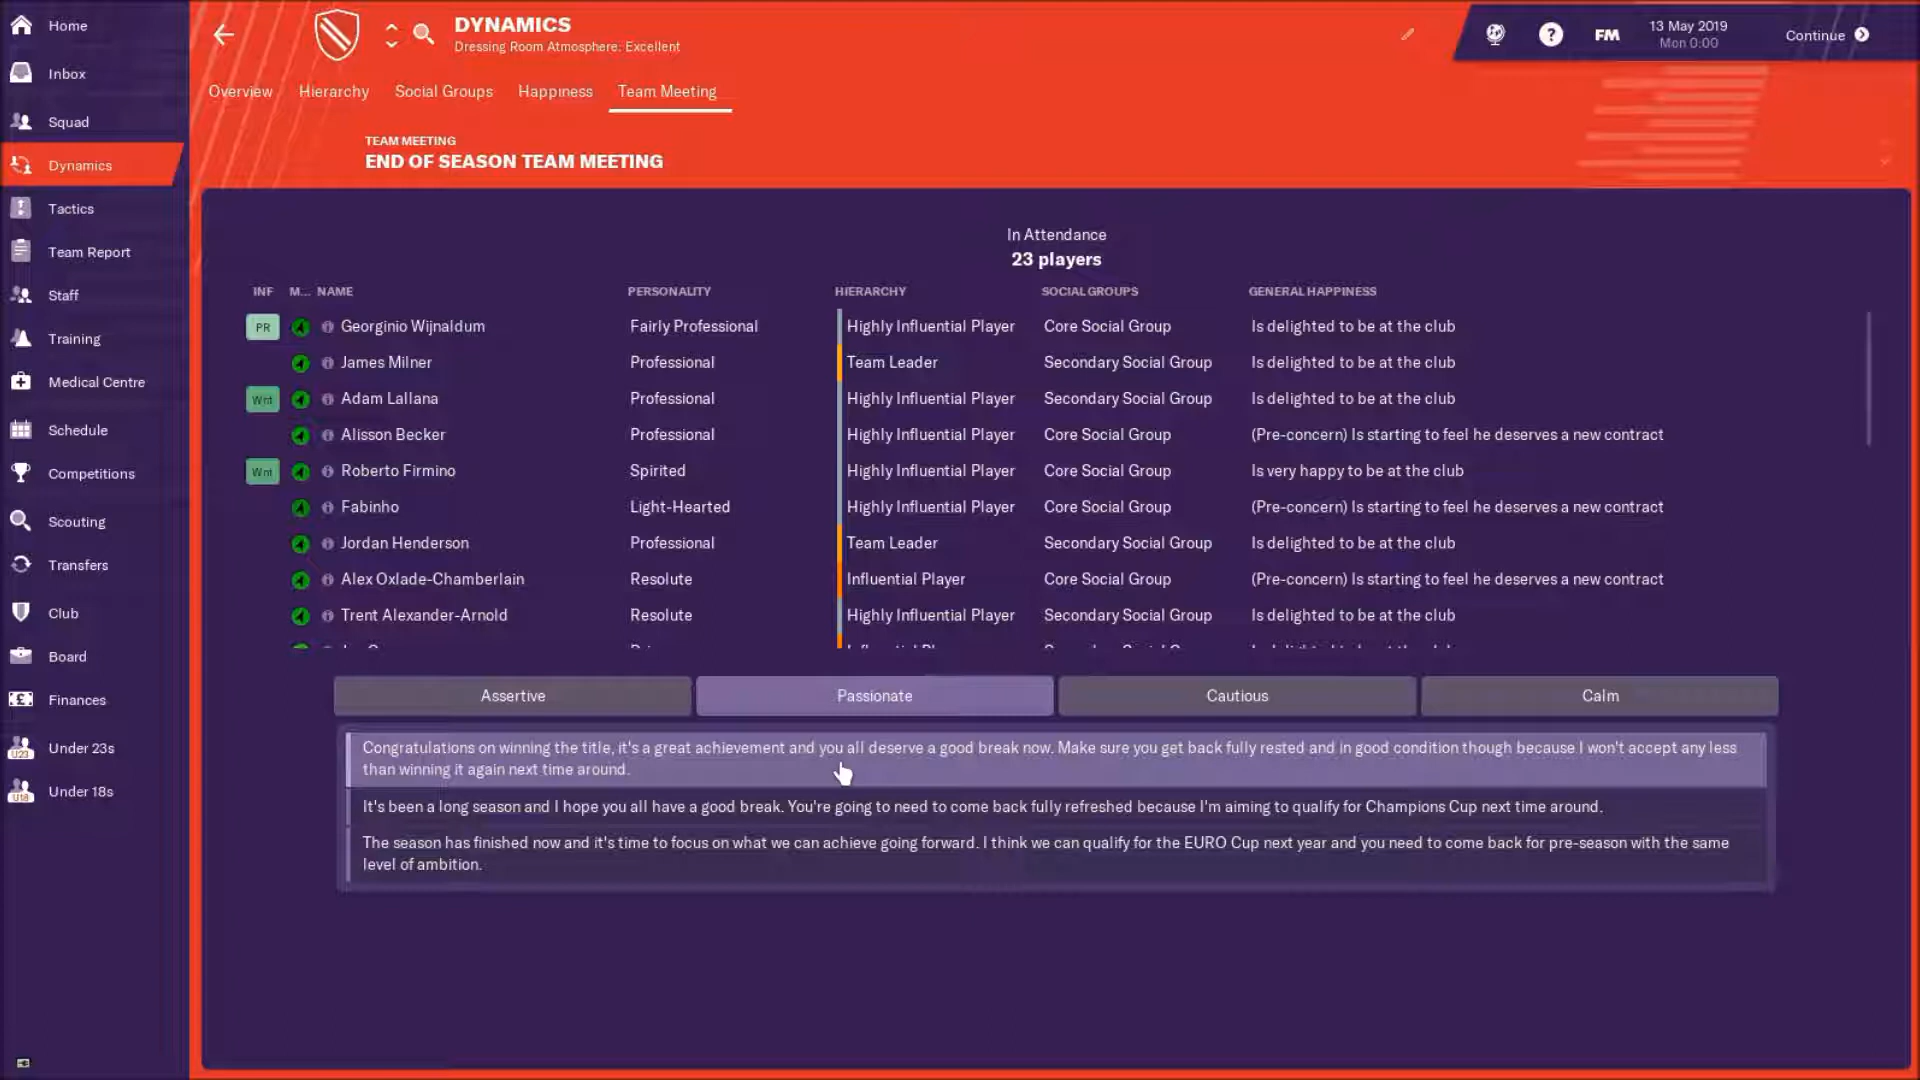 Home
Inbox
Squad
Dynamics
Tactics
Team Report
Staff
Training
Medical Centre
Schedule
Competitions
Scouting
Transfers
Club
Board
Finances
U23
Under 23s
U18
Under 18s
DYNAMICS
Dressing Room Atmosphere: Excellent
FM
13 May 2019
Mon 0:00
Continue
Overview Hierarchy Social Groups Happiness Team Meeting
TEAM MEETING
END OF SEASON TEAM MEETING
In Attendance
23 players
INF M... NAME PERSONALITY HIERARCHY SOCIAL GROUPS GENERAL HAPPINESS
PR Georginio Wijnaldum Fairly Professional Highly Influential Player Core Social Group Is delighted to be at the club
James Milner Professional Team Leader Secondary Social Group Is delighted to be at the club
Wnt Adam Lallana Professional Highly Influential Player Secondary Social Group Is delighted to be at the club
Alisson Becker Professional Highly Influential Player Core Social Group (Pre-concern) Is starting to feel he deserves a new contract
Wnt Roberto Firmino Spirited Highly Influential Player Core Social Group Is very happy to be at the club
Fabinho Light-Hearted Highly Influential Player Core Social Group (Pre-concern) Is starting to feel he deserves a new contract
Jordan Henderson Professional Team Leader Secondary Social Group Is delighted to be at the club
Alex Oxlade-Chamberlain Resolute Influential Player Core Social Group (Pre-concern) Is starting to feel he deserves a new contract
Trent Alexander-Arnold Resolute Highly Influential Player Secondary Social Group Is delighted to be at the club
Assertive Passionate Cautious Calm
Congratulations on winning the title, it's a great achievement and you all deserve a good break now. Make sure you get back fully rested and in good condition though because I won't accept any less
than winning it again next time around.
It's been a long season and I hope you all have a good break. You're going to need to come back fully refreshed because I'm aiming to qualify for Champions Cup next time around.
The season has finished now and it's time to focus on what we can achieve going forward. I think we can qualify for the EURO Cup next year and you need to come back for pre-season with the same
level of ambition.